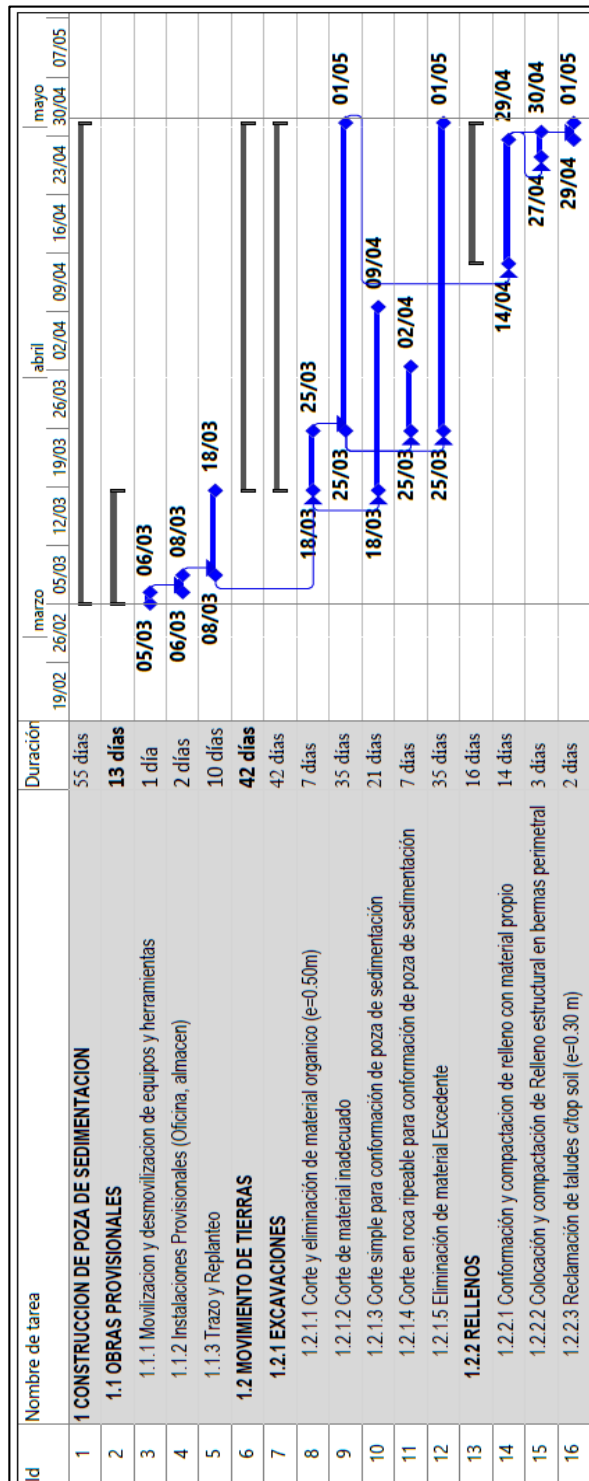 Id Nombre de tarea Duración marzo abril mayo
19/02 26/02 05/03 12/03 19/03 26/03 02/04 09/04 16/04 23/04 30/04 07/05
1 1 CONSTRUCCION DE POZA DE SEDIMENTACION 55 dias
2 1.1 OBRAS PROVISIONALES 13 días
3 1.1.1 Movilizacion y desmovilizacion de equipos y herramientas 1 día 05/03 06/03
4 1.1.2 Instalaciones Provisionales (Oficina, almacen) 2 días 06/03 08/03
5 1.1.3 Trazo y Replanteo 10 días 08/03 18/03
6 1.2 MOVIMIENTO DE TIERRAS 42 días
7 1.2.1 EXCAVACIONES 42 dias
8 1.2.1.1 Corte y eliminación de material organico (e=0.50m) 7 dias 18/03 25/03
9 1.2.1.2 Corte de material inadecuado 35 dias 25/03 01/05
10 1.2.1.3 Corte simple para conformación de poza de sedimentación 21 dias 18/03 09/04
11 1.2.1.4 Corte en roca ripeable para conformación de poza de sedimentación 7 dias 25/03 02/04
12 1.2.1.5 Eliminación de material Excedente 35 dias 25/03 01/05
13 1.2.2 RELLENOS 16 dias
14 1.2.2.1 Conformación y compactacion de relleno con material propio 14 dias 14/04 29/04
15 1.2.2.2 Colocación y compactación de Relleno estructural en bermas perimetral 3 dias 27/04 30/04
16 1.2.2.3 Reclamación de taludes c/top soil (e=0.30 m) 2 dias 29/04 01/05